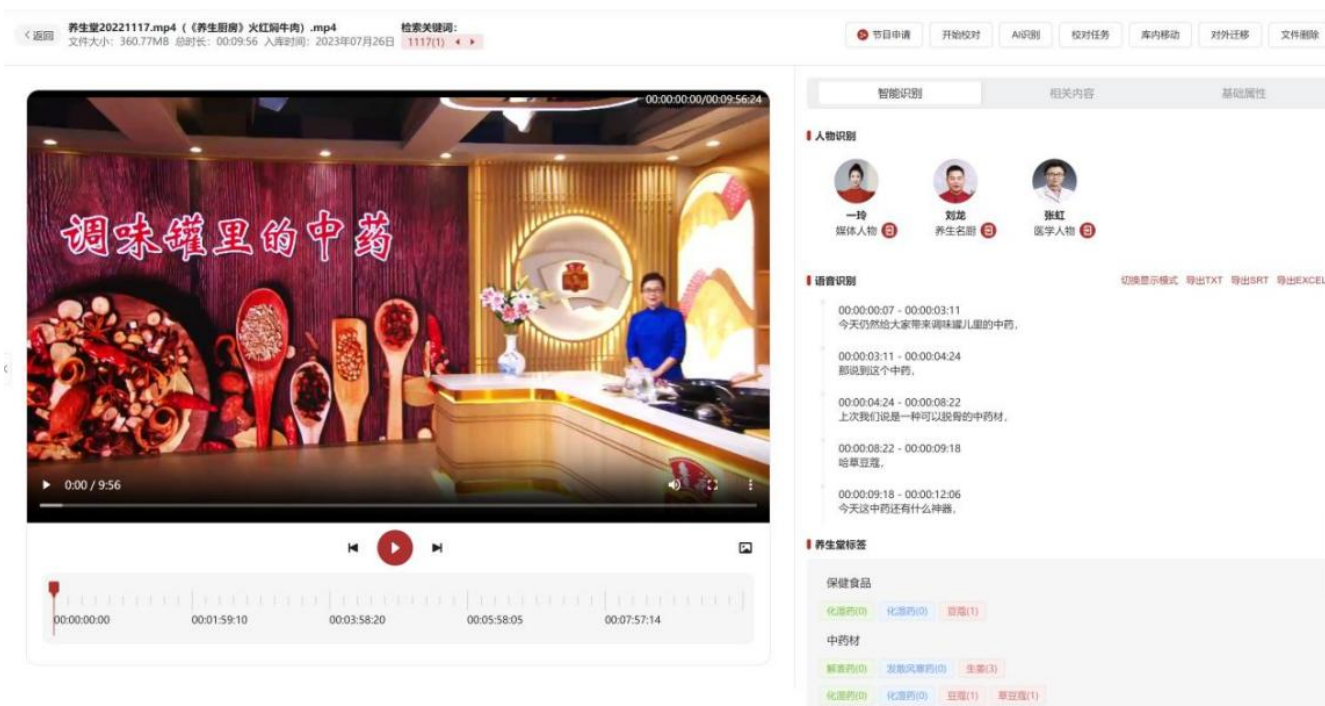 返回
养生堂20221117.mp4（《养生厨房》火红焖牛肉）.mp4
文件大小: 360.77MB 总时长: 00:09:56 入库时间: 2023年07月26日
检索关键词:
1117(1)
节目申请 开始校对 AI识别 校对任务 库内移动 对外迁移 文件删除
00:00:00:00/00:09:56:24
调味罐里的中药
0:00 / 9:56
00:00:00:00 00:01:59:10 00:03:58:20 00:05:58:05 00:07:57:14
智能识别 相关内容 基础属性
人物识别
一玲 刘龙 张虹
媒体人物 养生名厨 医学人物
语音识别
切换显示模式 导出TXT 导出SRT 导出EXCEL
00:00:00:07 - 00:00:03:11
今天仍然给大家带来调味罐儿里的中药,
00:00:03:11 - 00:00:04:24
那说到这个中药,
00:00:04:24 - 00:00:08:22
上次我们说是一种可以脱骨的中药材,
00:00:08:22 - 00:00:09:18
哈草豆蔻,
00:00:09:18 - 00:00:12:06
今天这中药还有什么神器,
养生堂标签
保健食品
化湿药(0) 化湿药(0) 豆蔻(1)
中药材
解表药(0) 发散风寒药(0) 生姜(3)
化湿药(0) 化湿药(0) 豆蔻(1) 草豆蔻(1)